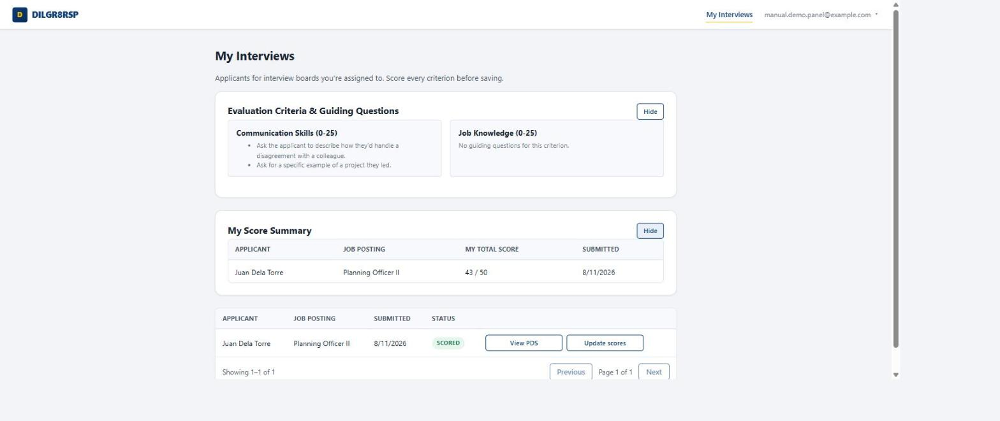 D DILGR8RSP
My Interviews manual.demo.panel@example.com
My Interviews
Applicants for interview boards you're assigned to. Score every criterion before saving.
Evaluation Criteria & Guiding Questions Hide
Communication Skills (0-25)
• Ask the applicant to describe how they'd handle a
disagreement with a colleague.
• Ask for a specific example of a project they led.
Job Knowledge (0-25)
No guiding questions for this criterion.
My Score Summary Hide
APPLICANT JOB POSTING MY TOTAL SCORE SUBMITTED
Juan Dela Torre Planning Officer II 43 / 50 8/11/2026
APPLICANT JOB POSTING SUBMITTED STATUS
Juan Dela Torre Planning Officer II 8/11/2026 SCORED View PDS Update scores
Showing 1–1 of 1 Previous Page 1 of 1 Next